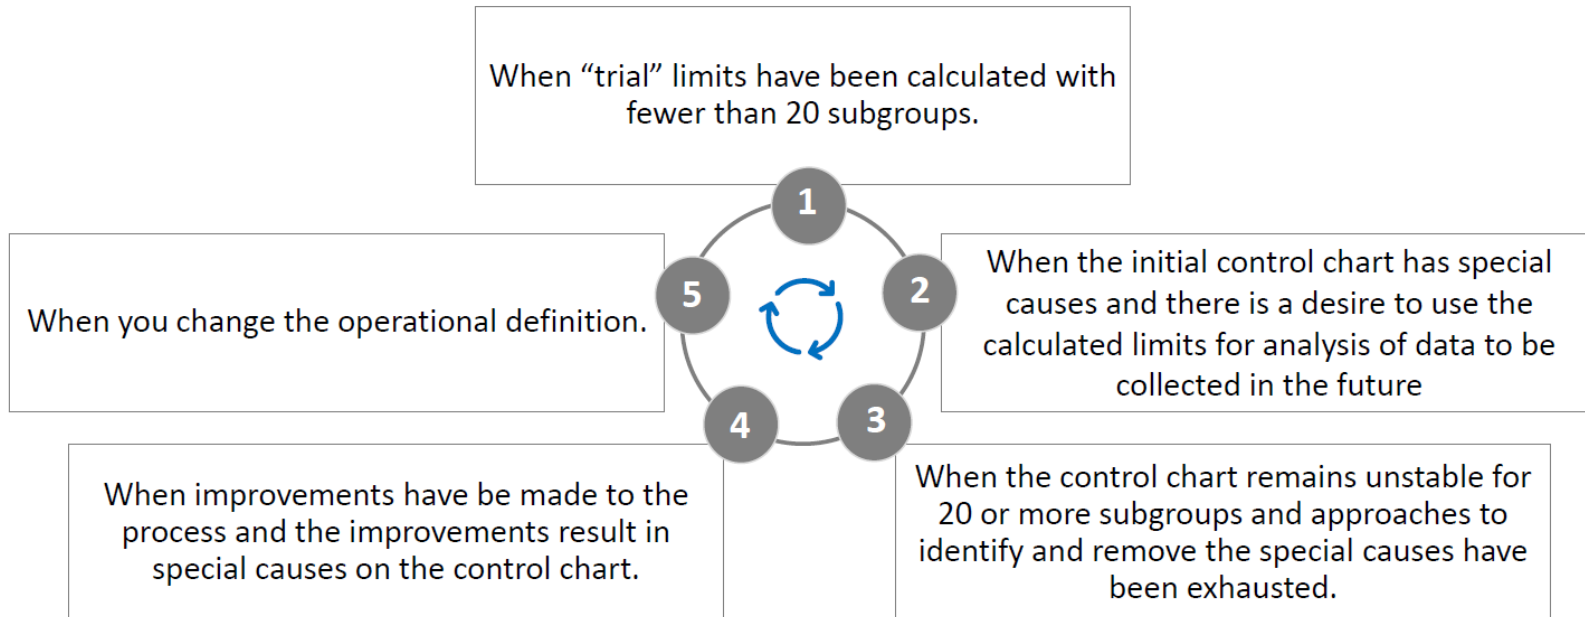 When “trial” limits have been calculated with
fewer than 20 subgroups.
1
2
When the initial control chart has special
causes and there is a desire to use the
calculated limits for analysis of data to be
collected in the future
3
When the control chart remains unstable for
20 or more subgroups and approaches to
identify and remove the special causes have
been exhausted.
4
When improvements have be made to the
process and the improvements result in
special causes on the control chart.
5
When you change the operational definition.